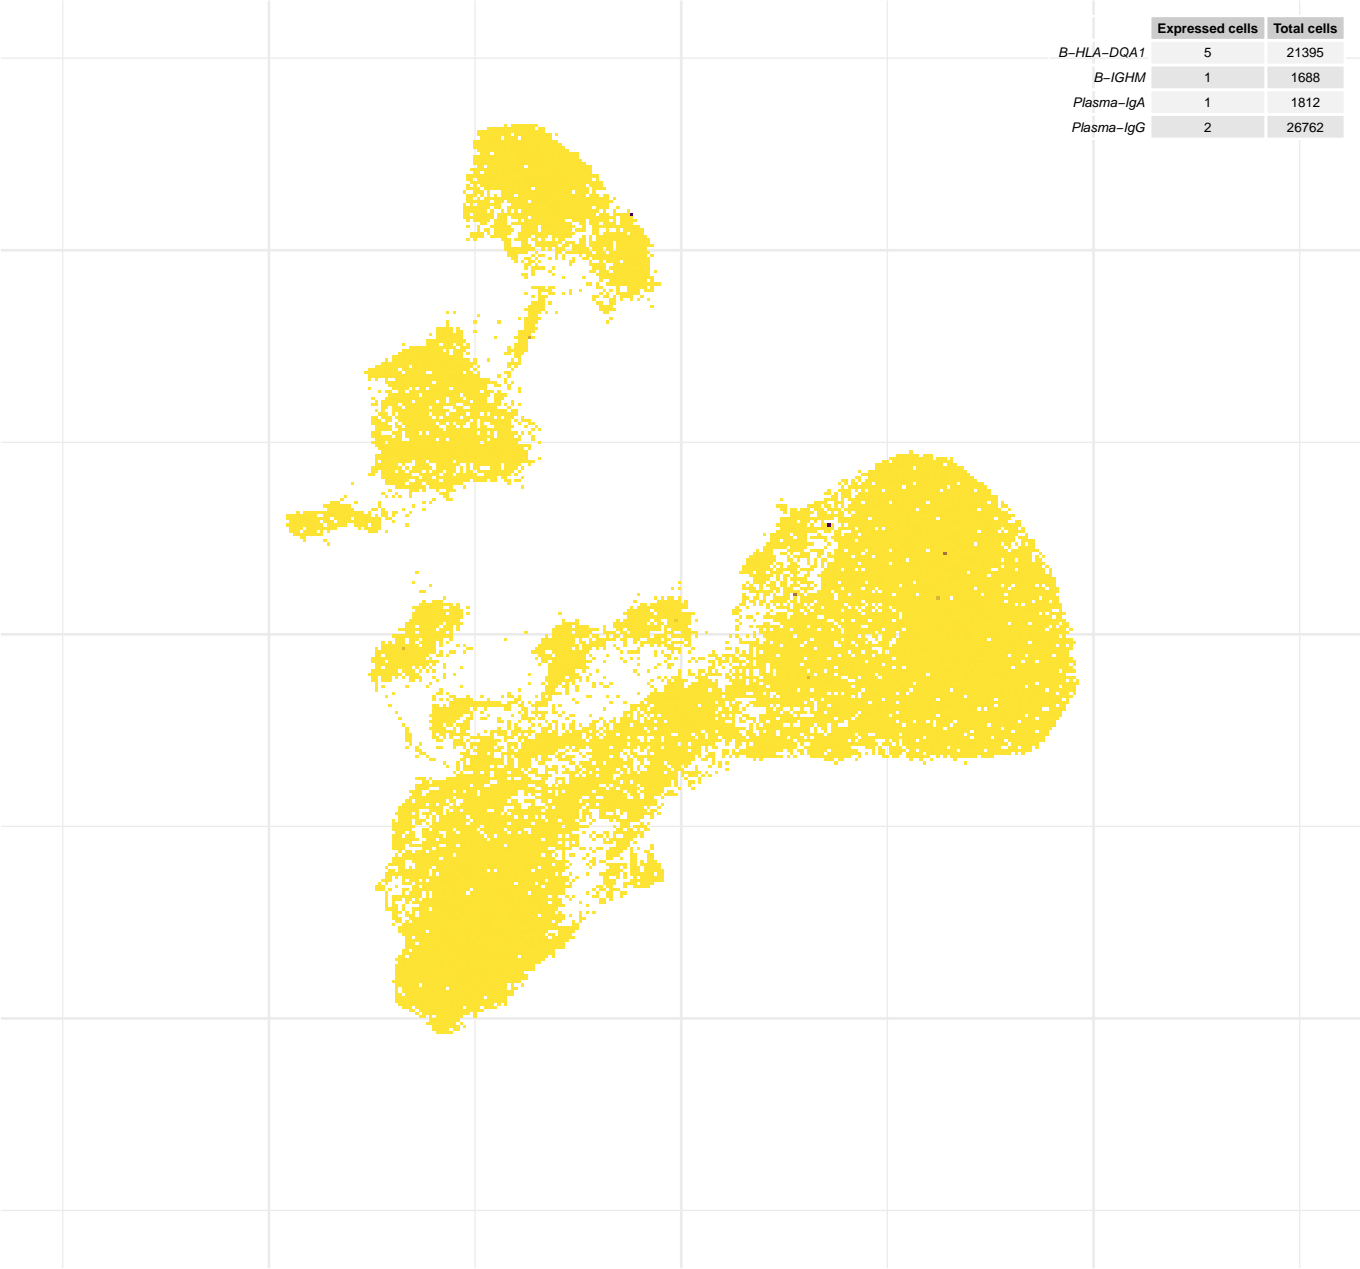 Expressed cells Total cells
B−HLA−DQA1 5 21395
B−IGHM 1 1688
Plasma−IgA 1 1812
Plasma−IgG 2 26762